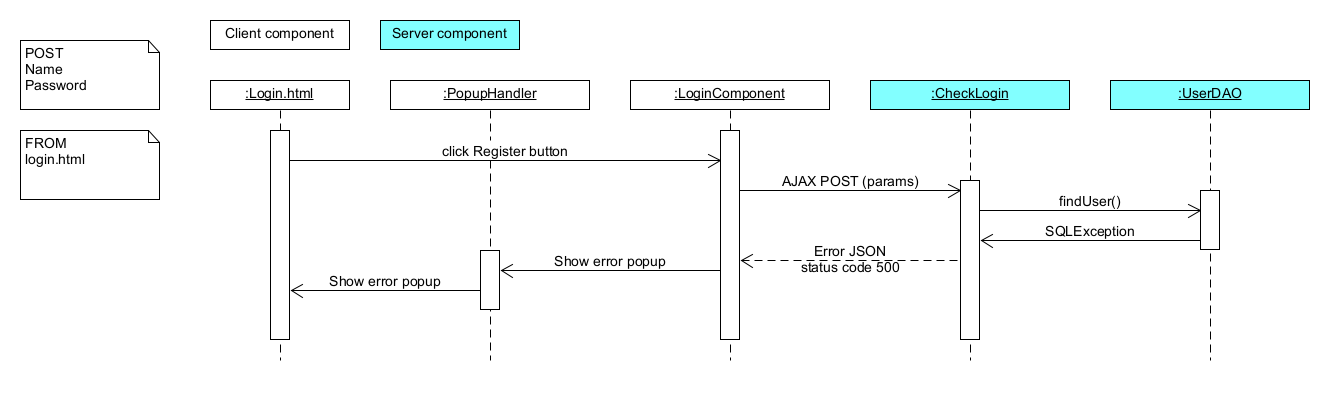 Client component
Server component
POST
Name
Password
:Login.html
:PopupHandler
:LoginComponent
:CheckLogin
:UserDAO
FROM
login.html
click Register button
AJAX POST (params)
findUser()
SQLException
Error JSON
status code 500
Show error popup
Show error popup